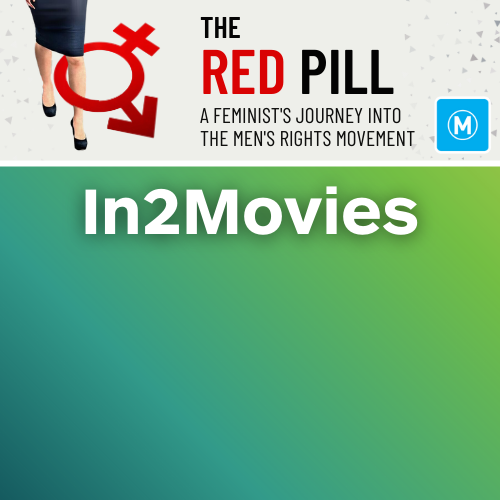 THE
RED PILL
A FEMINIST'S JOURNEY INTO
THE MEN'S RIGHTS MOVEMENT
M
In2Movies